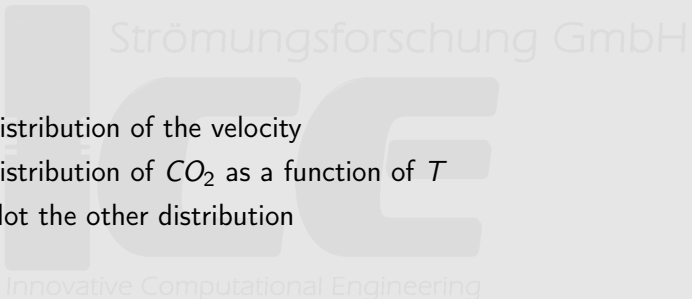 Strömungsforschung GmbH
ICE
istribution of the velocity
istribution of CO₂ as a function of T
lot the other distribution
Innovative Computational Engineering